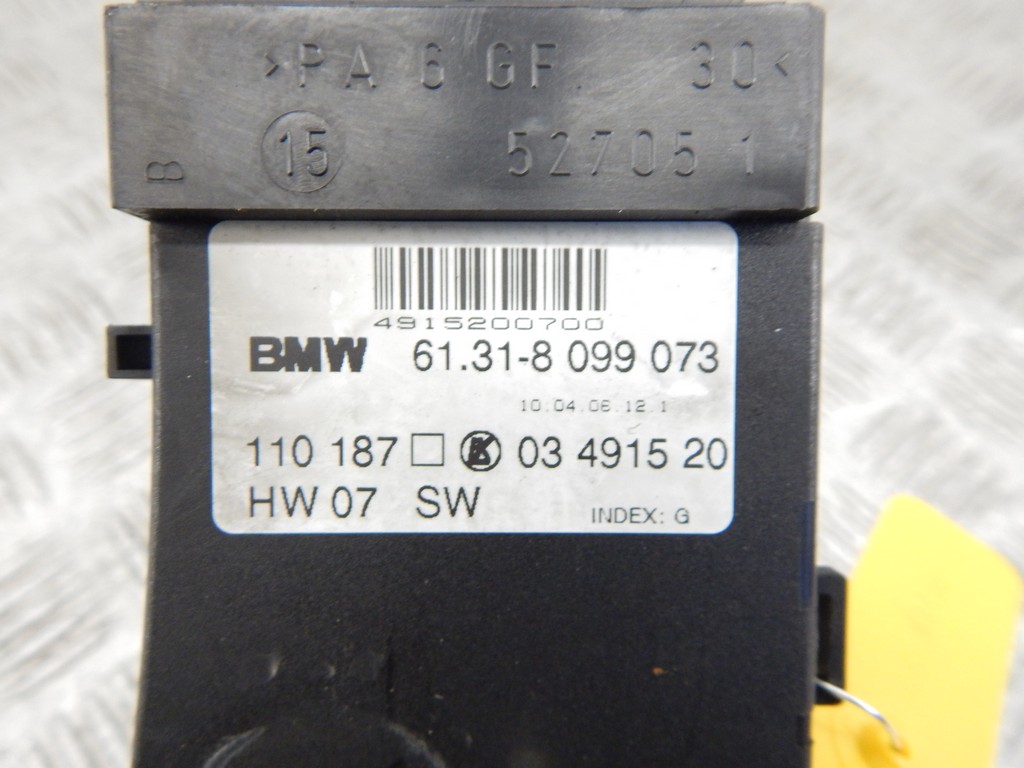 >PA 6 GF. 30<
B 15 52705 1
4915200700
BMW 61.31-8 099 073
10.04.06.12.1
110 187 K 03 4915 20
HW 07 SW
INDEX: G